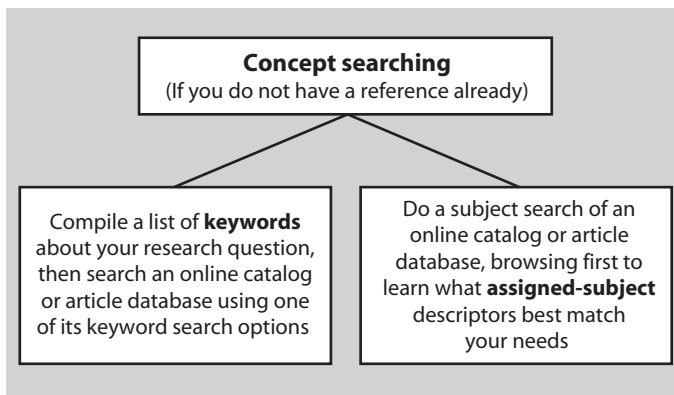 Concept searching
(If you do not have a reference already)
Compile a list of keywords
about your research question,
then search an online catalog
or article database using one
of its keyword search options
Do a subject search of an
online catalog or article
database, browsing first to
learn what assigned-subject
descriptors best match
your needs